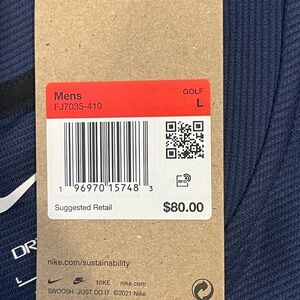 Mens GOLF
FJ7035-410 L
1 96970 15748 3
Suggested Retail $80.00
DR
L
nike.com/sustainability
NIKE nike.com
SWOOSH JUST DO IT ©2021 Nike